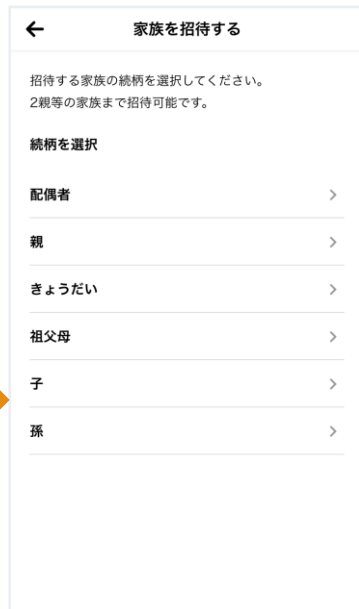 家族を招待する
招待する家族の続柄を選択してください。
2親等の家族まで招待可能です。
続柄を選択
配偶者
親
きょうだい
祖父母
子
孫